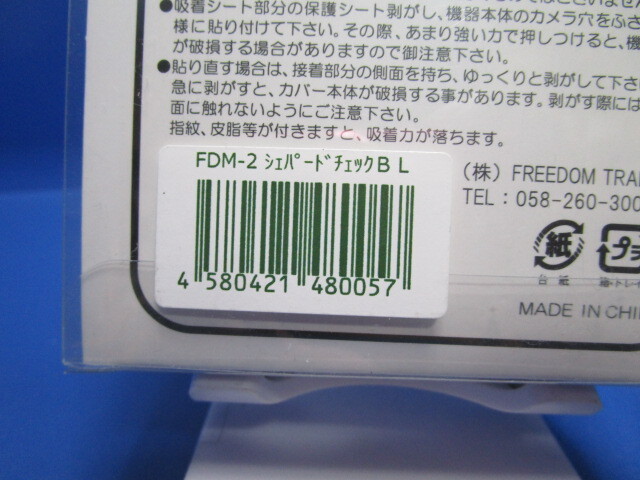 ●吸着シート部分の保護シート剥がし、機器本体のカメラ穴をふさ
様に貼り付けて下さい。その際、あまり強い力で押しつけると、機
が破損する場合がありますので御注意下さい。
●貼り直す場合は、接着部分の側面を持ち、ゆっくりと剥がして下さ
急に剥がすと、カバー本体が破損する事があります。剥がす際には
面に触れないようにご注意下さい。
指紋、皮脂等が付きますと、吸着力が落ちます。
FDM-2 ｼｪﾊﾟｰﾄﾞﾁｪックＢＬ
4 580421 480057
(株) FREEDOM TRA
TEL：058-260-300
紙
プラ
台紙
MADE IN CHI